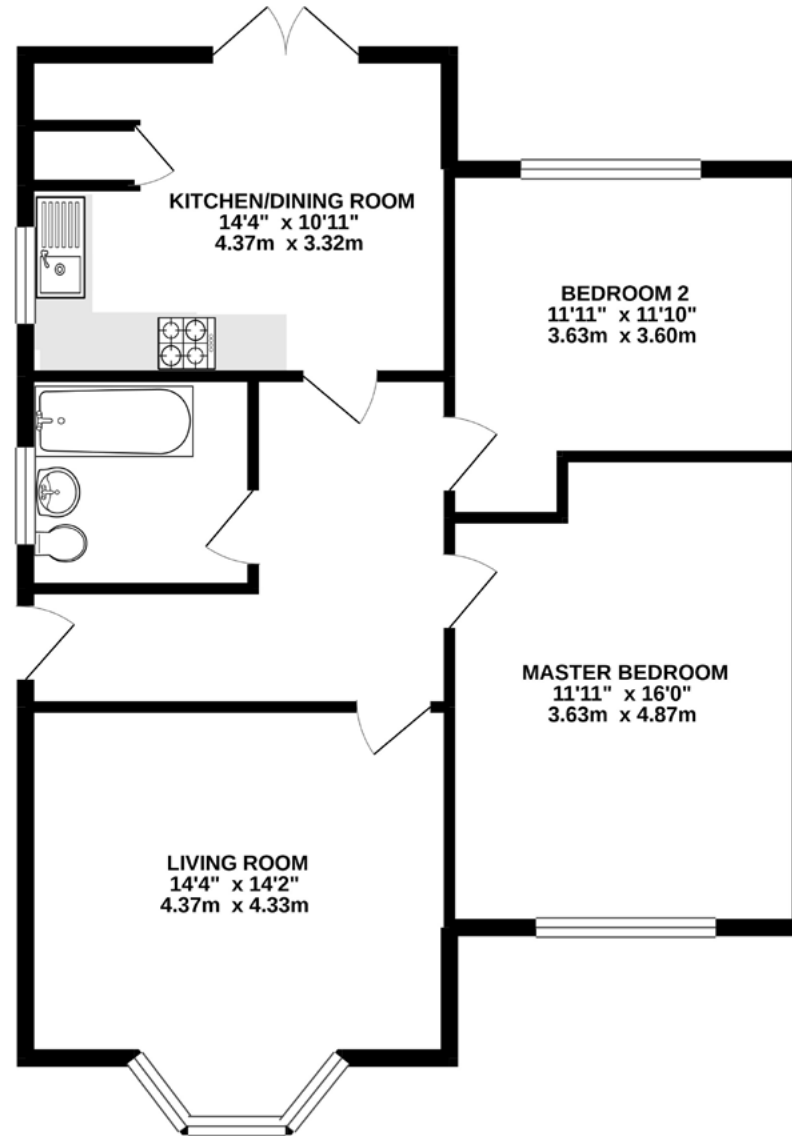 KITCHEN/DINING ROOM
14'4" x 10'11"
4.37m x 3.32m
BEDROOM 2
11'11" x 11'10"
3.63m x 3.60m
MASTER BEDROOM
11'11" x 16'0"
3.63m x 4.87m
LIVING ROOM
14'4" x 14'2"
4.37m x 4.33m